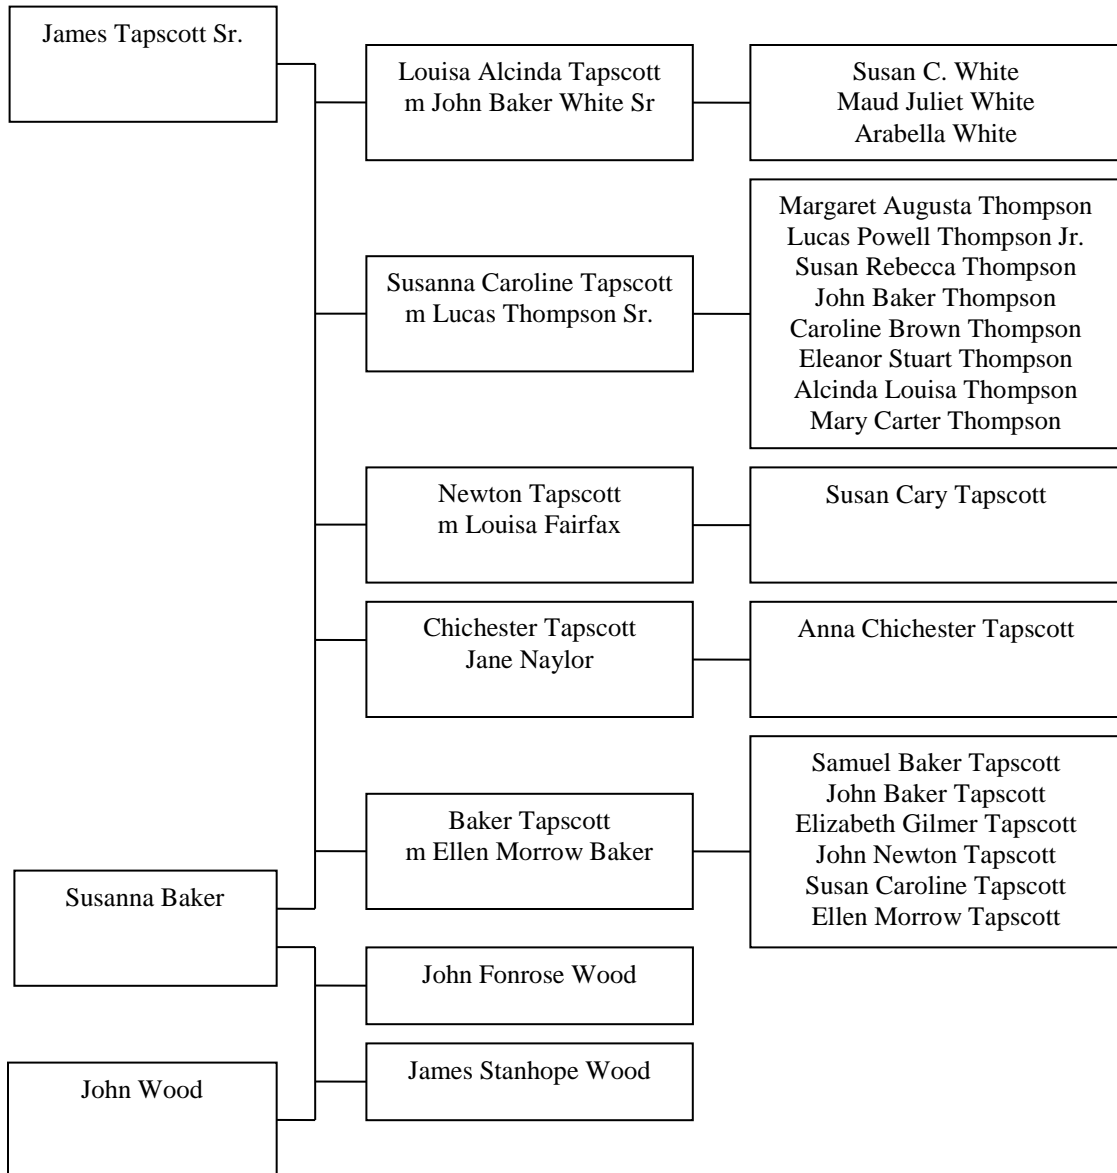 James Tapscott Sr.
Louisa Alcinda Tapscott
m John Baker White Sr
Susan C. White
Maud Juliet White
Arabella White
Susanna Caroline Tapscott
m Lucas Thompson Sr.
Margaret Augusta Thompson
Lucas Powell Thompson Jr.
Susan Rebecca Thompson
John Baker Thompson
Caroline Brown Thompson
Eleanor Stuart Thompson
Alcinda Louisa Thompson
Mary Carter Thompson
Newton Tapscott
m Louisa Fairfax
Susan Cary Tapscott
Chichester Tapscott
Jane Naylor
Anna Chichester Tapscott
Baker Tapscott
m Ellen Morrow Baker
Samuel Baker Tapscott
John Baker Tapscott
Elizabeth Gilmer Tapscott
John Newton Tapscott
Susan Caroline Tapscott
Ellen Morrow Tapscott
Susanna Baker
John Fonrose Wood
James Stanhope Wood
John Wood